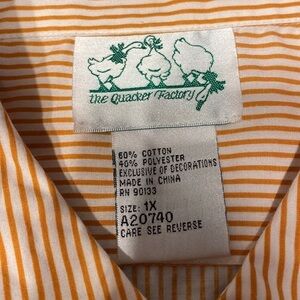 the Quacker Factory
60% COTTON
40% POLYESTER
EXCLUSIVE OF DECORATIONS
MADE IN CHINA
RN 90133
SIZE: 1X
A20740
CARE SEE REVERSE